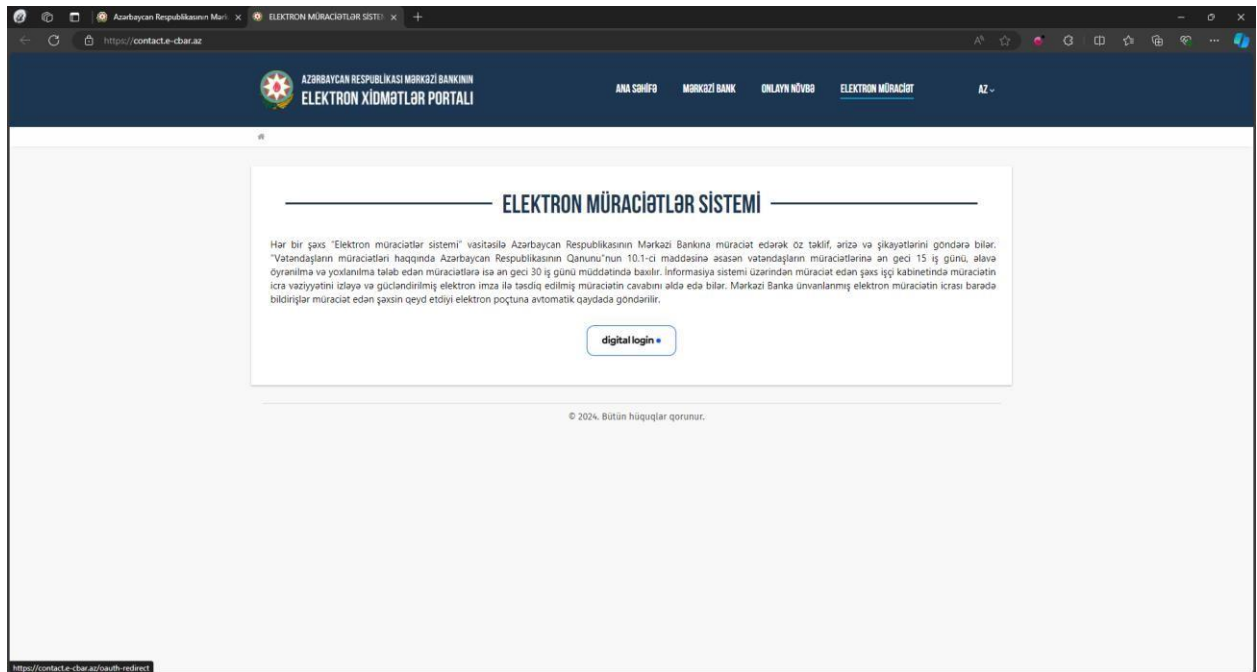 Azərbaycan Respublikasının Mərk
ELEKTRON MÜRACİƏTLƏR SİSTE
https://contact.e-cbar.az
AZƏRBAYCAN RESPUBLİKASI MƏRKƏZİ BANKININ
ELEKTRON XİDMƏTLƏR PORTALI
ANA SƏHİFƏ
MƏRKƏZİ BANK
ONLAYN NÖVBƏ
ELEKTRON MÜRACİƏT
AZ
ELEKTRON MÜRACİƏTLƏR SİSTEMİ
Hər bir şəxs "Elektron müraciətlər sistemi" vasitəsilə Azərbaycan Respublikasının Mərkəzi Bankına müraciət edərək öz təklif, ərizə və şikayətlərini göndərə bilər.
"Vətəndaşların müraciətləri haqqında Azərbaycan Respublikasının Qanunu"nun 10.1-ci maddəsinə əsasən vətəndaşların müraciətlərinə ən geci 15 iş günü, əlavə
öyrənilmə və yoxlanılma tələb edən müraciətlərə isə ən geci 30 iş günü müddətində baxılır. İnformasiya sistemi üzərindən müraciət edən şəxs işçi kabinetində müraciətin
icra vəziyyətini izləyə və gücləndirilmiş elektron imza ilə təsdiq edilmiş müraciətin cavabını əldə edə bilər. Mərkəzi Banka ünvanlanmış elektron müraciətin icrası barədə
bildirişlər müraciət edən şəxsin qeyd etdiyi elektron poçtuna avtomatik qaydada göndərilir.
digital login
© 2024. Bütün hüquqlar qorunur.
https://contact.e-cbar.az/oauth-redirect